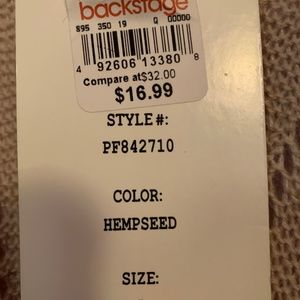 backstage
895 350 19 Q 00000
4 92606 13380 8
Compare at $32.00
$16.99
STYLE#:
PF842710
COLOR:
HEMPSEED
SIZE: